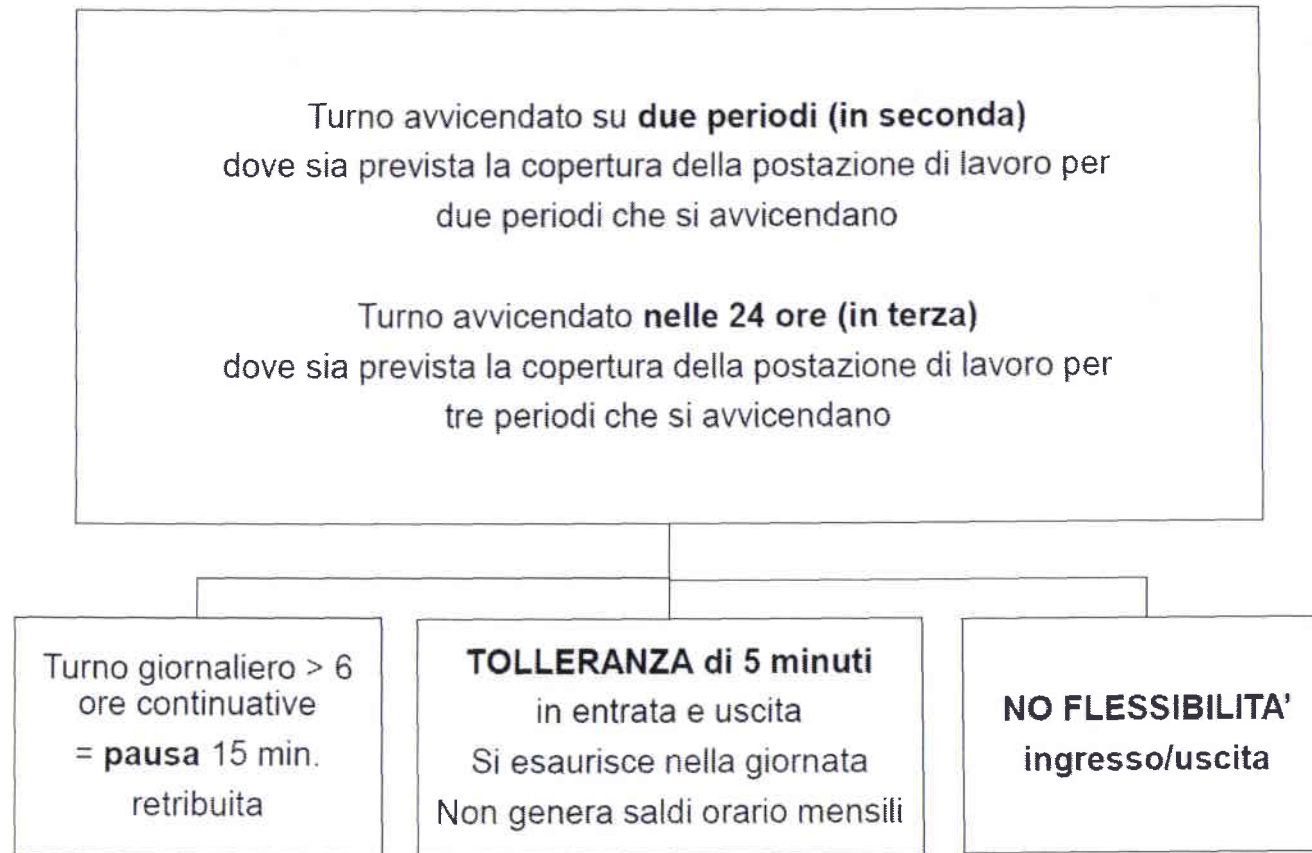 Turno avvicendato su due periodi (in seconda)
dove sia prevista la copertura della postazione di lavoro per
due periodi che si avvicendano
Turno avvicendato nelle 24 ore (in terza)
dove sia prevista la copertura della postazione di lavoro per
tre periodi che si avvicendano
Turno giornaliero > 6
ore continuative
= pausa 15 min.
retribuita
TOLLERANZA di 5 minuti
in entrata e uscita
Si esaurisce nella giornata
Non genera saldi orario mensili
NO FLESSIBILITA’
ingresso/uscita